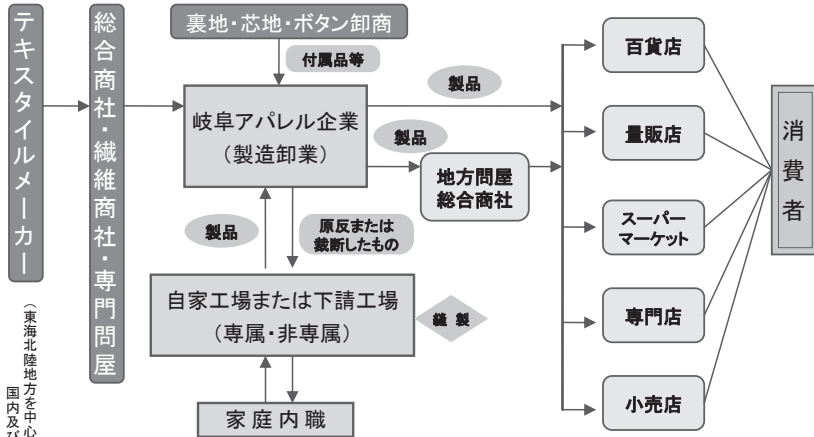 テキスタイルメーカー
（東海北陸地方を中心
国内及び
総合商社・繊維商社・専門問屋
裏地・芯地・ボタン卸商
付属品等
岐阜アパレル企業
（製造卸業）
製品
製品
地方問屋
総合商社
製品
原反または
裁断したもの
自家工場または下請工場
（専属・非専属）
縫製
家庭内職
百貨店
量販店
スーパー
マーケット
専門店
小売店
消費者